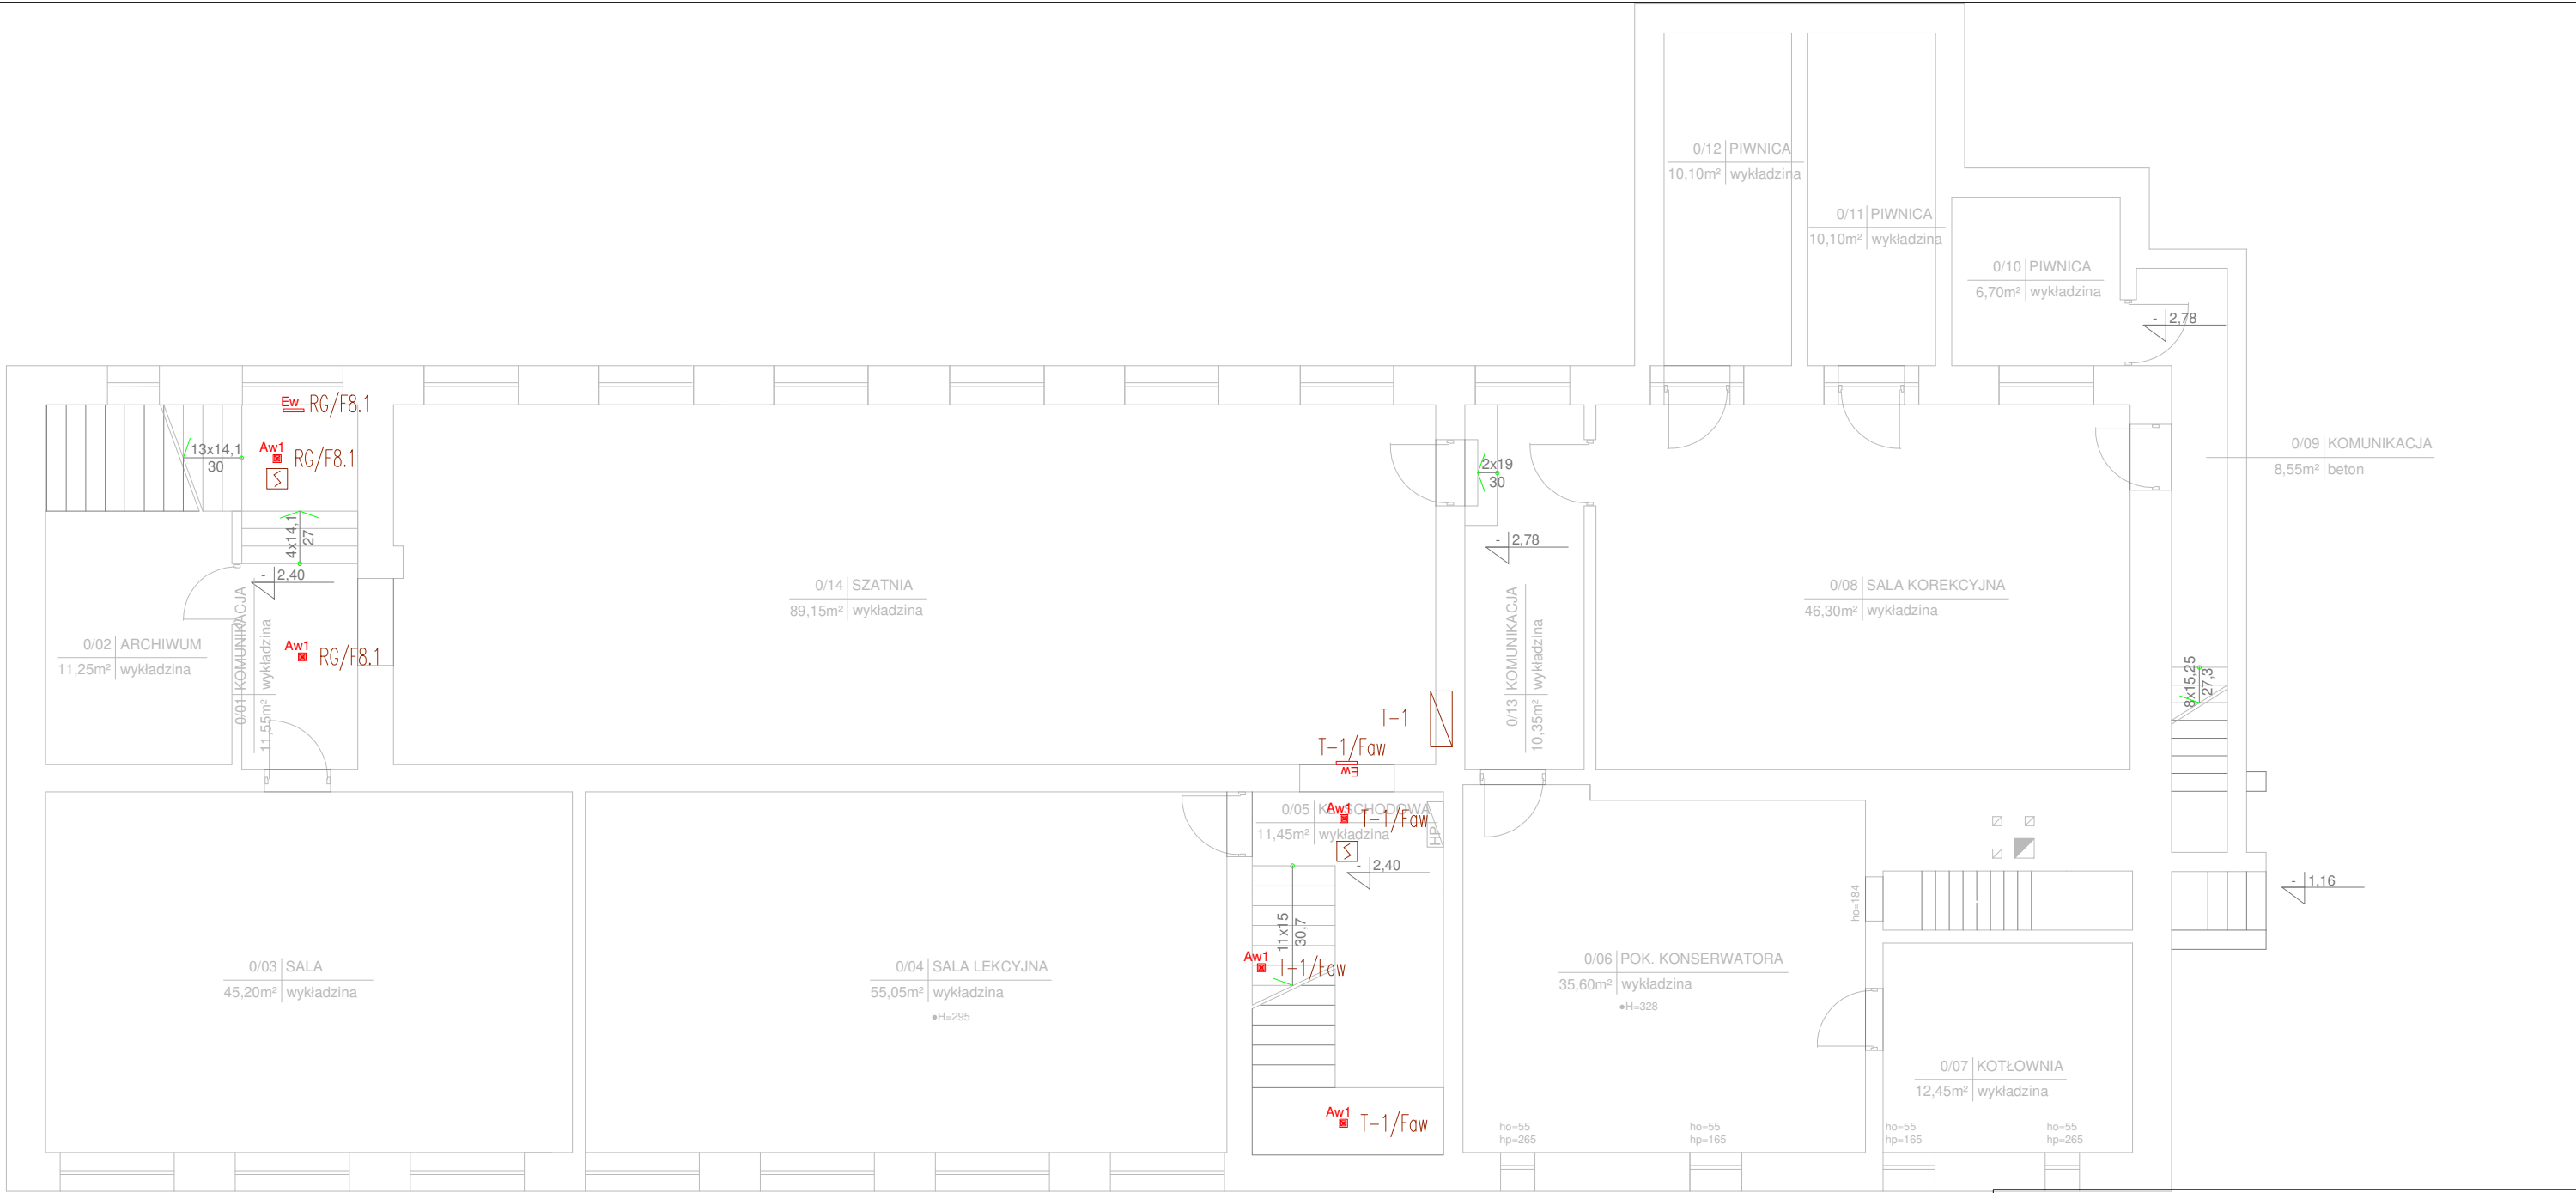 0/12 PIWNICA
10,10m² wykładzina
0/11 PIWNICA
10,10m² wykładzina
0/10 PIWNICA
6,70m² wykładzina
- 2,78
Ew RG/F8.1
Aw1
RG/F8.1
13x14,1
30
2x19
30
0/09 KOMUNIKACJA
8,55m² beton
4x14,1
27
- 2,40
- 2,78
0/14 SZATNIA
89,15m² wykładzina
0/08 SALA KOREKCYJNA
46,30m² wykładzina
0/02 ARCHIWUM
11,25m² wykładzina
0/01 KOMUNIKACJA
11,55m² wykładzina
Aw1
RG/F8.1
0/13 KOMUNIKACJA
10,35m² wykładzina
8x15,25
27,3
T-1
T-1/Faw
Ew
0/05 KL. SCHODOWA
11,45m² wykładzina
Aw1
T-1/Faw
HP
- 2,40
- 1,16
ho=184
11x15
30,7
Aw1
T-1/Faw
0/03 SALA
45,20m² wykładzina
0/04 SALA LEKCYJNA
55,05m² wykładzina
H=295
0/06 POK. KONSERWATORA
35,60m² wykładzina
H=328
0/07 KOTŁOWNIA
12,45m² wykładzina
Aw1
T-1/Faw
ho=55
hp=265
ho=55
hp=165
ho=55
hp=165
ho=55
hp=265